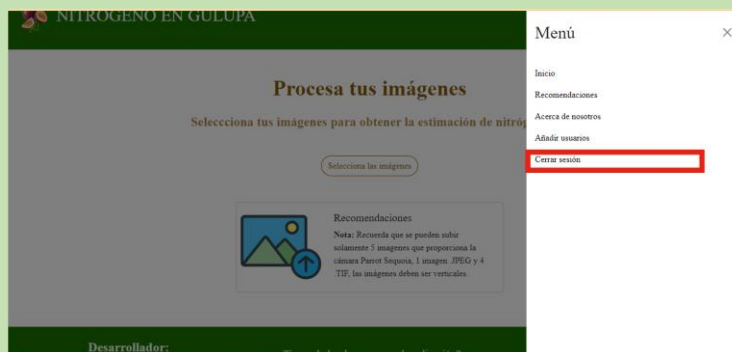 NITRÓGENO EN GULUPA
Procesa tus imágenes
Seleccciona tus imágenes para obtener la estimación de
Selecciona las imágenes
Recomendaciones
Nota: Recuerda que se pueden subir
solamente 5 imagenes que proporciona la
cámara Parrot Sequoia, 1 imagen .JPEG y 4
.TIF, las imágenes deben ser verticales.
Desarrollador:
Menú
Inicio
Recomendaciones
Acerca de nosotros
Añadir usuarios
Cerrar sesión